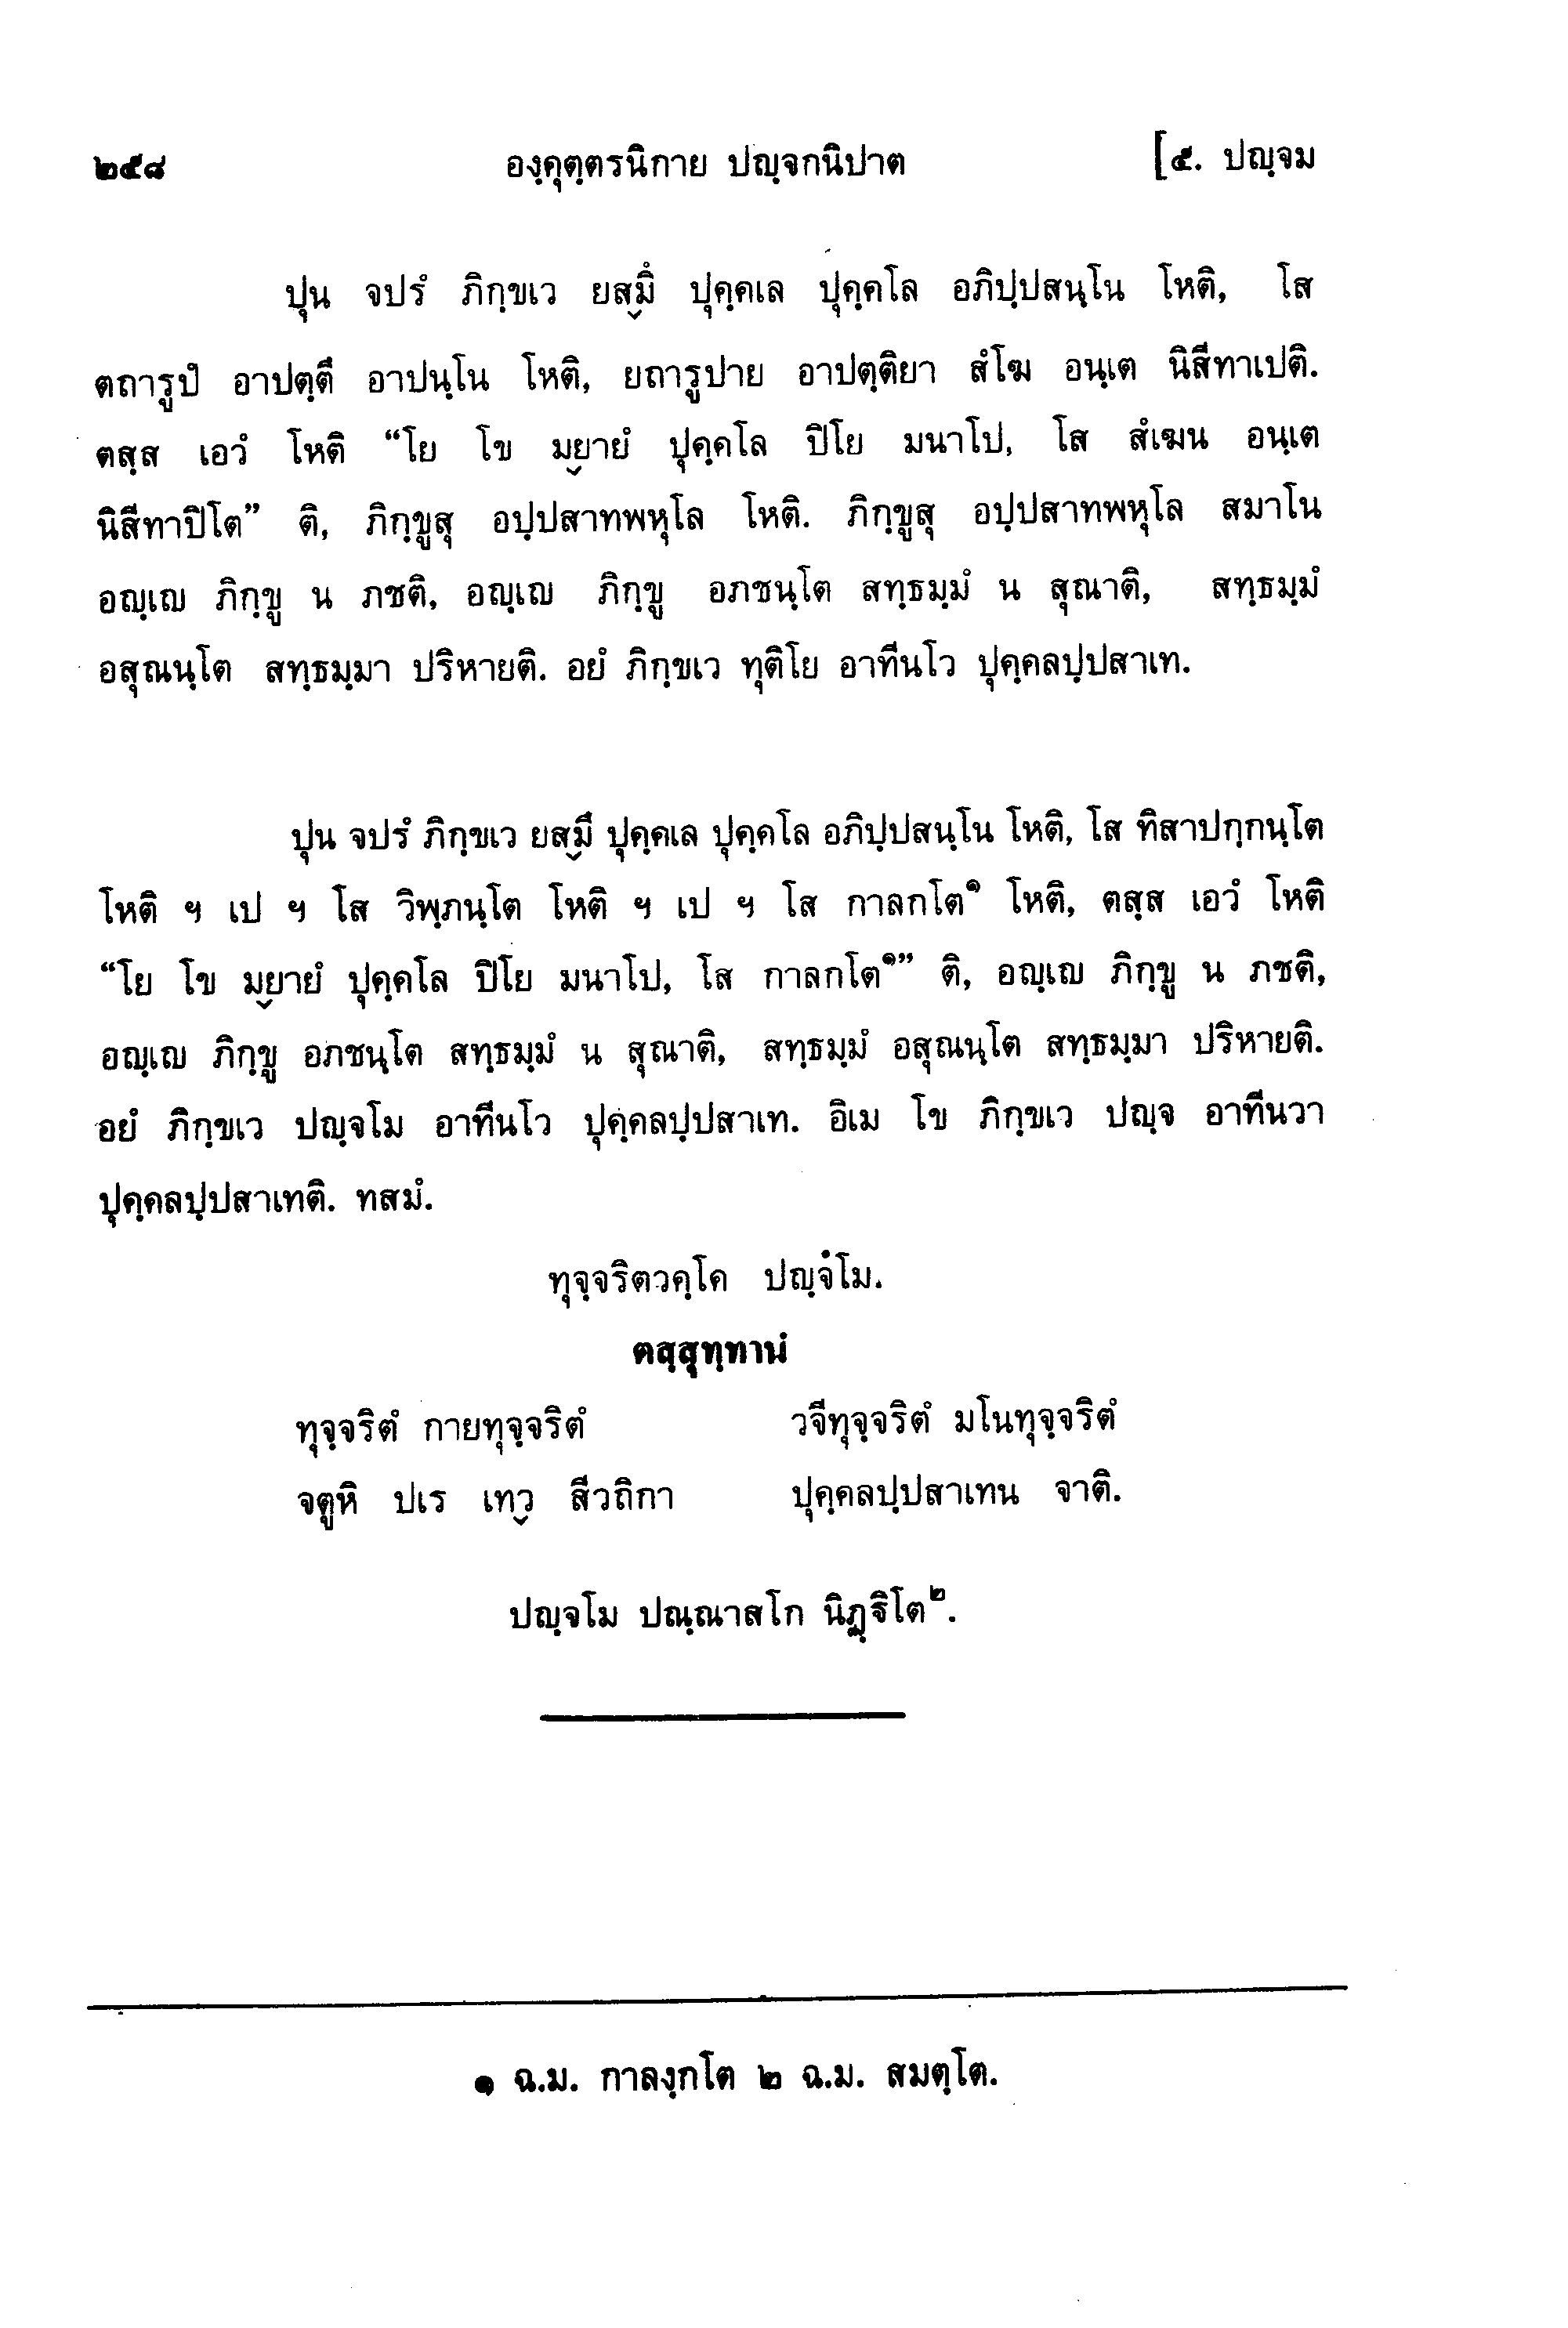 ๒๕๘ องฺคุตฺตรนิกาย ปญฺจกนิปาต [๕. ปญฺจม
ปุน จปรํ ภิกฺขเว ยสฺมึ ปุคฺคเล ปุคฺคโล อภิปฺปสนฺโน โหติ, โส
ตถารูปํ อาปตฺตึ อาปนฺโน โหติ, ยถารูปาย อาปตฺติยา สํโฆ อนฺเต นิสีทาเปติ.
ตสฺส เอวํ โหติ “โย โข มฺยายํ ปุคฺคโล ปิโย มนาโป, โส สํเฆน อนฺเต
นิสีทาปิโต” ติ, ภิกฺขูสุ อปฺปสาทพหุโล โหติ. ภิกฺขูสุ อปฺปสาทพหุโล สมาโน
อญฺเญ ภิกฺขู น ภชติ, อญฺเญ ภิกฺขู อภชนฺโต สทฺธมฺมํ น สุณาติ, สทฺธมฺมํ
อสุณนฺโต สทฺธมฺมา ปริหายติ. อยํ ภิกฺขเว ทุติโย อาทีนโว ปุคฺคลปฺปสาเท.
ปุน จปรํ ภิกฺขเว ยสฺมึ ปุคฺคเล ปุคฺคโล อภิปฺปสนฺโน โหติ, โส ทิสาปกฺกนฺโต
โหติ ฯ เป ฯ โส วิพฺภนฺโต โหติ ฯ เป ฯ โส กาลกโต๑ โหติ, ตสฺส เอวํ โหติ
“โย โข มฺยายํ ปุคฺคโล ปิโย มนาโป, โส กาลกโต๑” ติ, อญฺเญ ภิกฺขู น ภชติ,
อญฺเญ ภิกฺขู อภชนฺโต สทฺธมฺมํ น สุณาติ, สทฺธมฺมํ อสุณนฺโต สทฺธมฺมา ปริหายติ.
อยํ ภิกฺขเว ปญฺจโม อาทีนโว ปุคฺคลปฺปสาเท. อิเม โข ภิกฺขเว ปญฺจ อาทีนวา
ปุคฺคลปฺปสาเทติ. ทสมํ.
ทุจฺจริตวคฺโค ปญฺจโม.
ตสฺสุทฺทานํ
ทุจฺจริตํ กายทุจฺจริตํ วจีทุจฺจริตํ มโนทุจฺจริตํ
จตูหิ ปเร เทฺว สีวถิกา ปุคฺคลปฺปสาเทน จาติ.
ปญฺจโม ปณฺณาสโก นิฏฺฐิโต๒.
๑ ฉ.ม. กาลงฺกโต ๒ ฉ.ม. สมตฺโต.